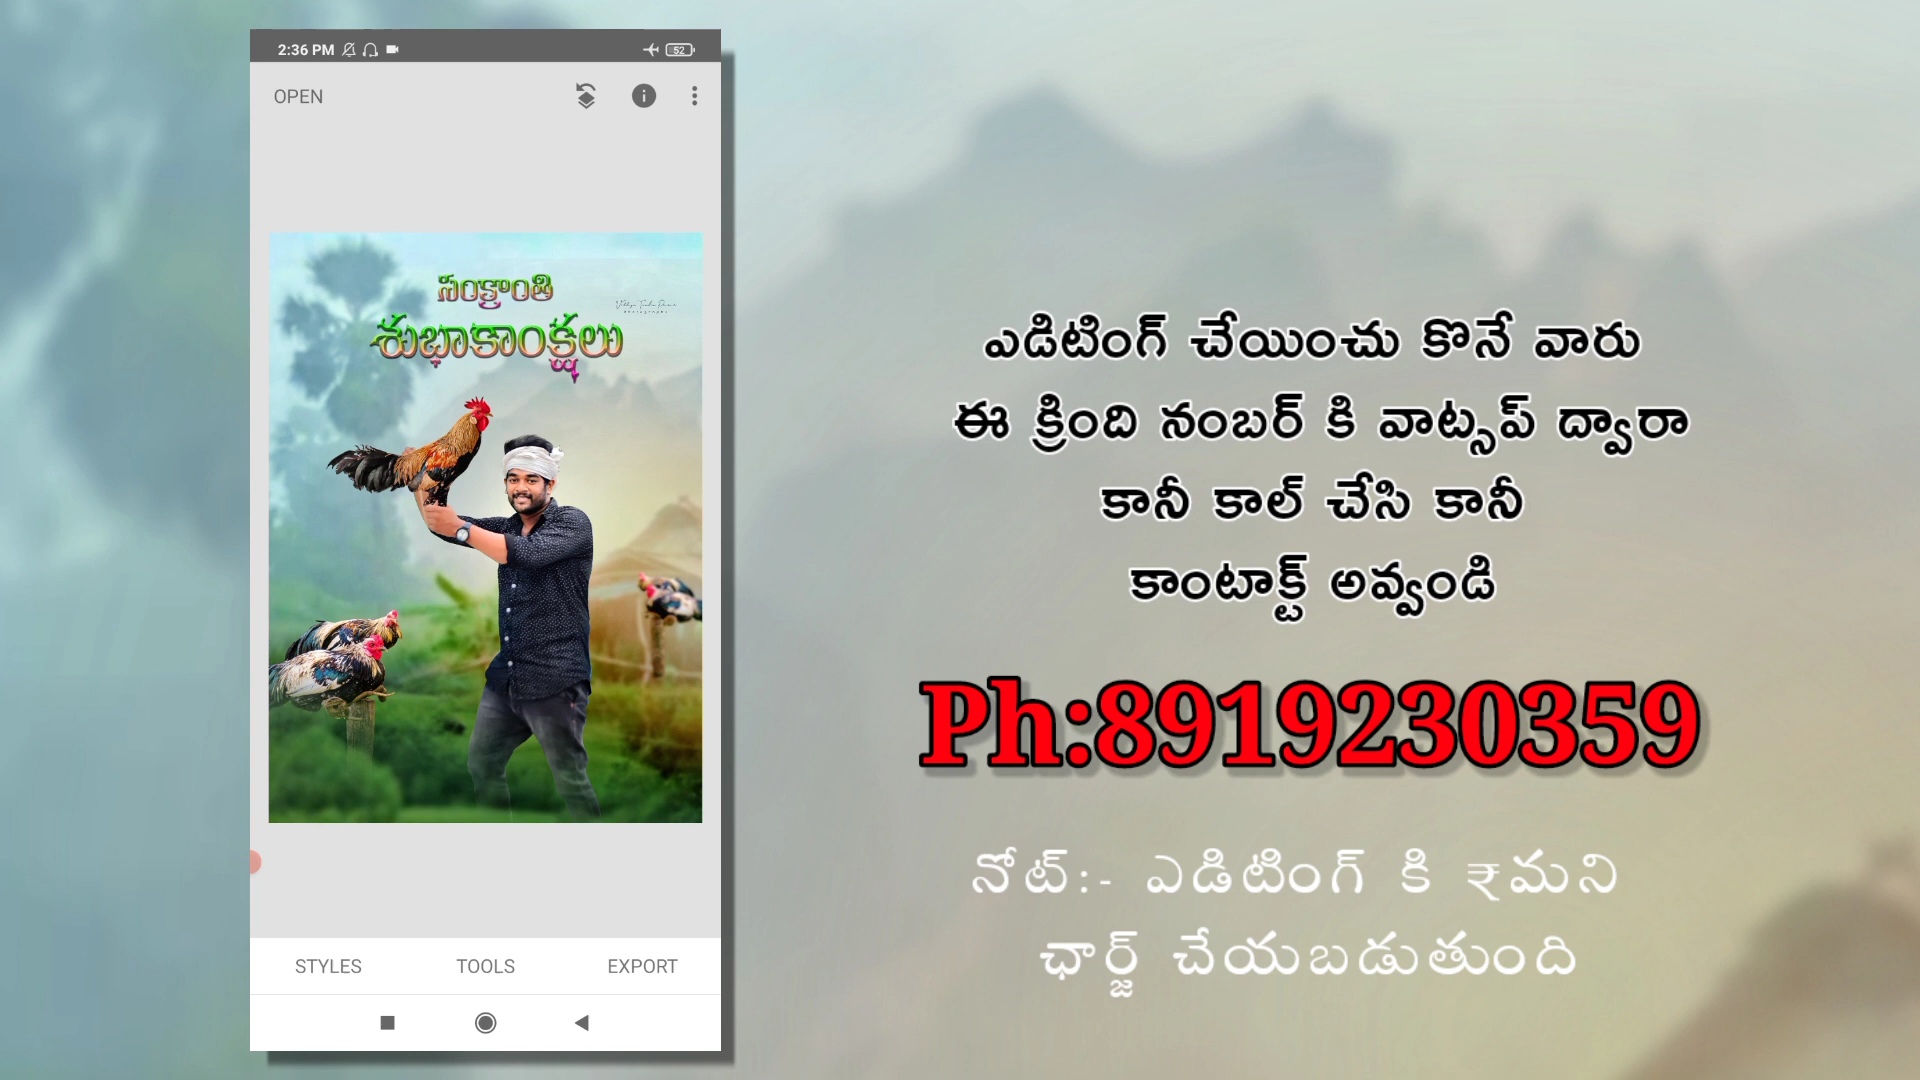 2:36 PM
52
OPEN
సంక్రాంతి
శుభాకాంక్షలు
STYLES
TOOLS
EXPORT
ఎడిటింగ్ చేయించు కొనే వారు
ఈ క్రింది నంబర్ కి వాట్సప్ ద్వారా
కానీ కాల్ చేసి కానీ
కాంటాక్ట్ అవ్వండి
Ph:8919230359
నోట్:- ఎడిటింగ్ కి ₹మని
ఛార్జ్ చేయబడుతుంది